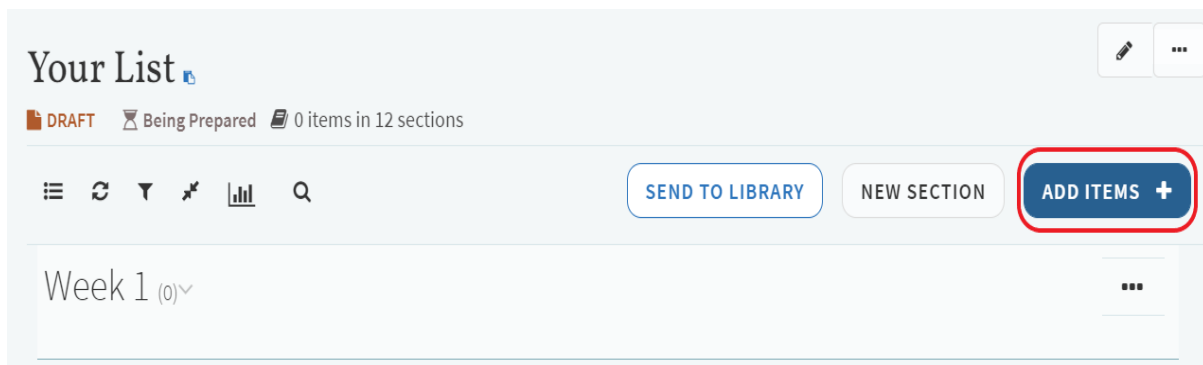 Your List
DRAFT Being Prepared 0 items in 12 sections
SEND TO LIBRARY NEW SECTION ADD ITEMS +
Week 1 (0)